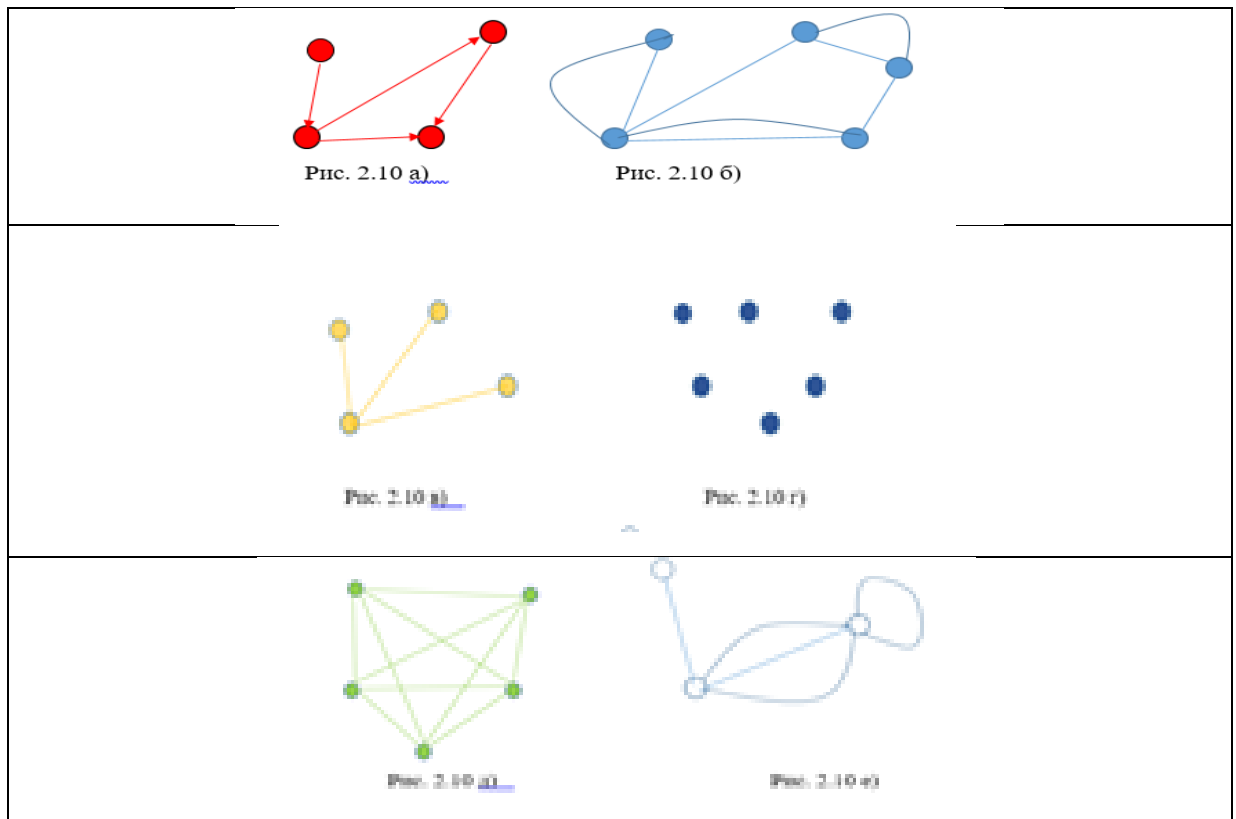 Рис. 2.10 а)
Рис. 2.10 б)
Рис. 2.10 в)
Рис. 2.10 г)
Рис. 2.10 д)
Рис. 2.10 е)